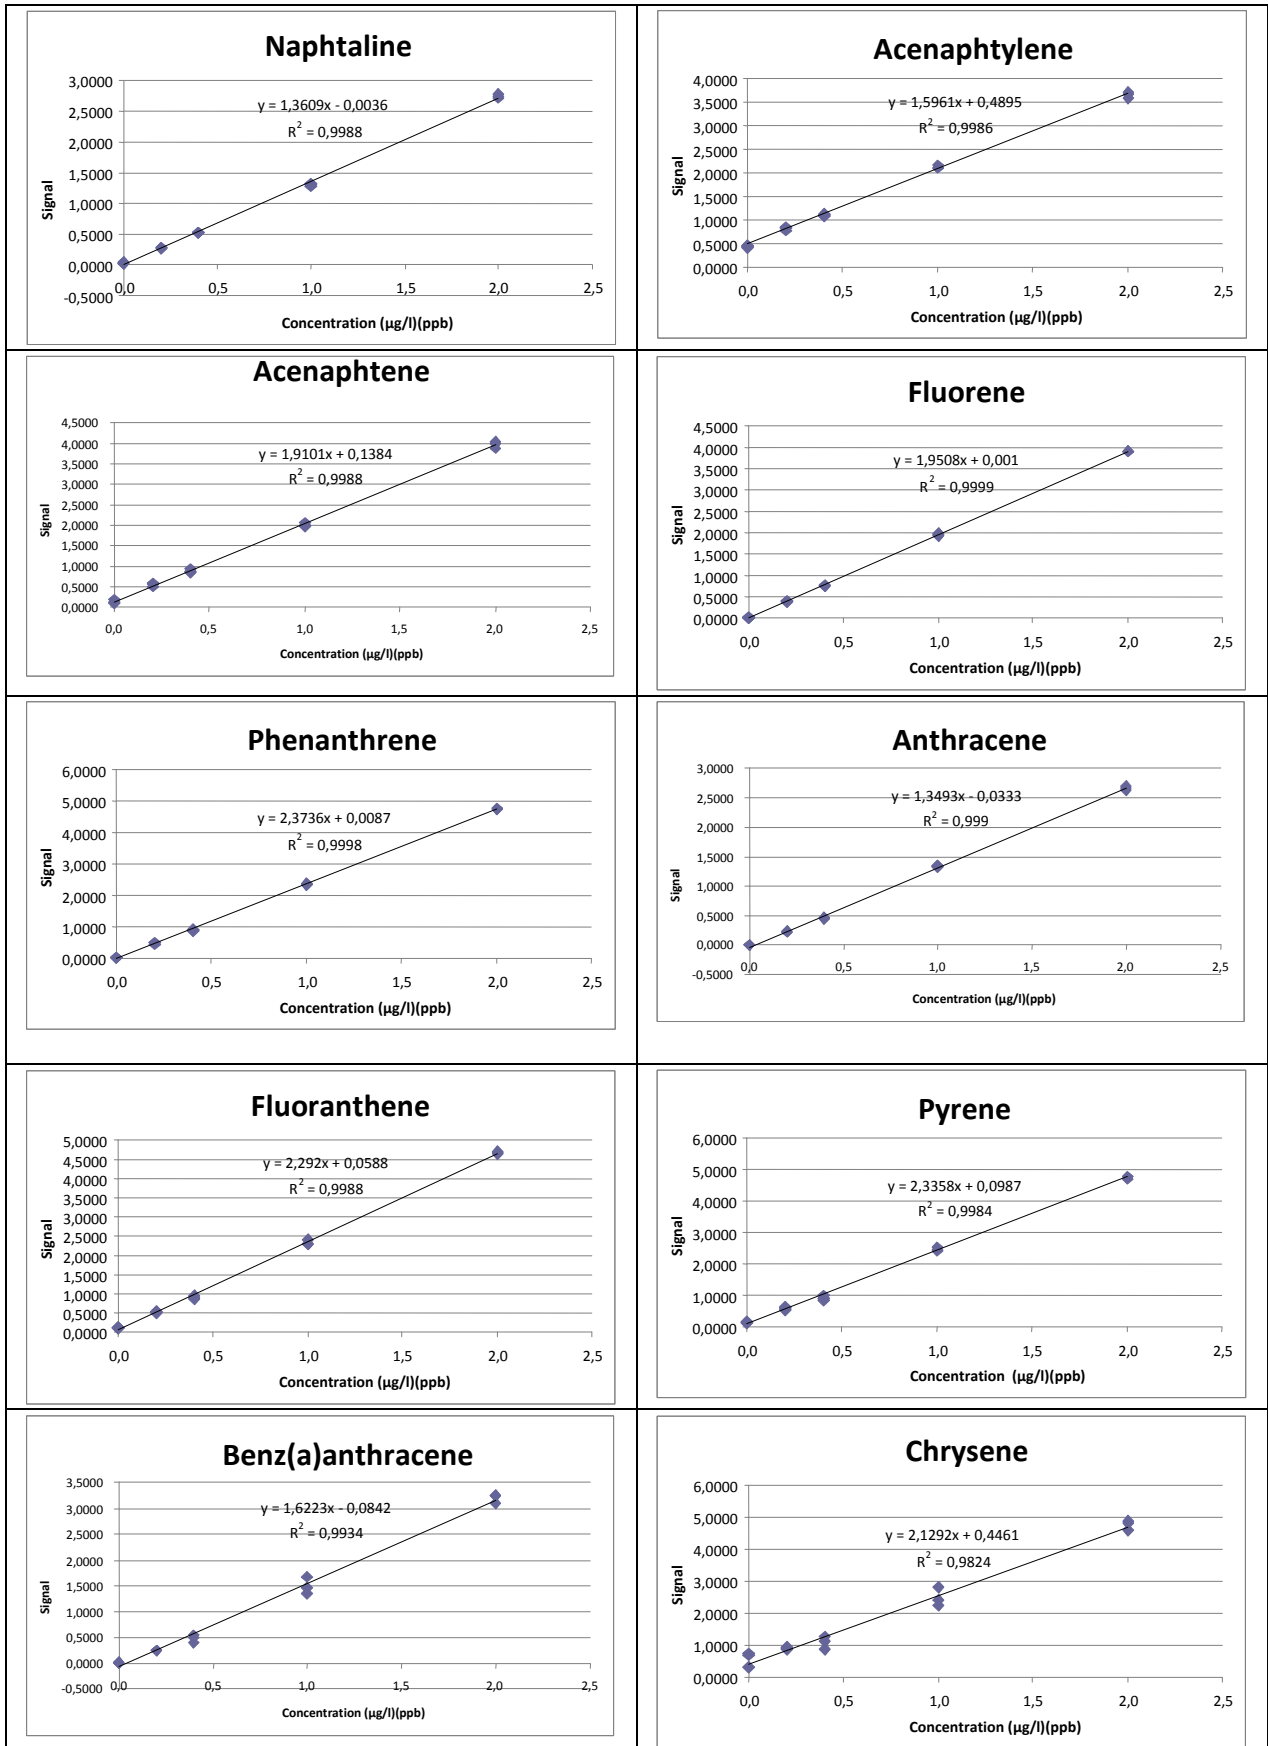 Naphtaline
3,0000
2,5000
2,0000
1,5000
1,0000
0,5000
0,0000
-0,5000
y = 1,3609x - 0,0036
R2 = 0,9988
Signal
0,0 0,5 1,0 1,5 2,0 2,5
Concentration (µg/l)(ppb)
Acenaphtylene
4,0000
3,5000
3,0000
2,5000
2,0000
1,5000
1,0000
0,5000
0,0000
y = 1,5961x + 0,4895
R2 = 0,9986
Signal
0,0 0,5 1,0 1,5 2,0 2,5
Concentration (µg/l)(ppb)
Acenaphtene
4,5000
4,0000
3,5000
3,0000
2,5000
2,0000
1,5000
1,0000
0,5000
0,0000
y = 1,9101x + 0,1384
R2 = 0,9988
Signal
0,0 0,5 1,0 1,5 2,0 2,5
Concentration (µg/l)(ppb)
Fluorene
4,5000
4,0000
3,5000
3,0000
2,5000
2,0000
1,5000
1,0000
0,5000
0,0000
y = 1,9508x + 0,001
R2 = 0,9999
Signal
0,0 0,5 1,0 1,5 2,0 2,5
Concentration (µg/l)(ppb)
Phenanthrene
6,0000
5,0000
4,0000
3,0000
2,0000
1,0000
0,0000
y = 2,3736x + 0,0087
R2 = 0,9998
Signal
0,0 0,5 1,0 1,5 2,0 2,5
Concentration (µg/l)(ppb)
Anthracene
3,0000
2,5000
2,0000
1,5000
1,0000
0,5000
0,0000
-0,5000
y = 1,3493x - 0,0333
R2 = 0,999
Signal
0,0 0,5 1,0 1,5 2,0 2,5
Concentration (µg/l)(ppb)
Fluoranthene
5,0000
4,5000
4,0000
3,5000
3,0000
2,5000
2,0000
1,5000
1,0000
0,5000
0,0000
y = 2,292x + 0,0588
R2 = 0,9988
Signal
0,0 0,5 1,0 1,5 2,0 2,5
Concentration (µg/l)(ppb)
Pyrene
6,0000
5,0000
4,0000
3,0000
2,0000
1,0000
0,0000
y = 2,3358x + 0,0987
R2 = 0,9984
Signal
0,0 0,5 1,0 1,5 2,0 2,5
Concentration (µg/l)(ppb)
Benz(a)anthracene
3,5000
3,0000
2,5000
2,0000
1,5000
1,0000
0,5000
0,0000
-0,5000
y = 1,6223x - 0,0842
R2 = 0,9934
Signal
0,0 0,5 1,0 1,5 2,0 2,5
Concentration (µg/l)(ppb)
Chrysene
6,0000
5,0000
4,0000
3,0000
2,0000
1,0000
0,0000
y = 2,1292x + 0,4461
R2 = 0,9824
Signal
0,0 0,5 1,0 1,5 2,0 2,5
Concentration (µg/l)(ppb)